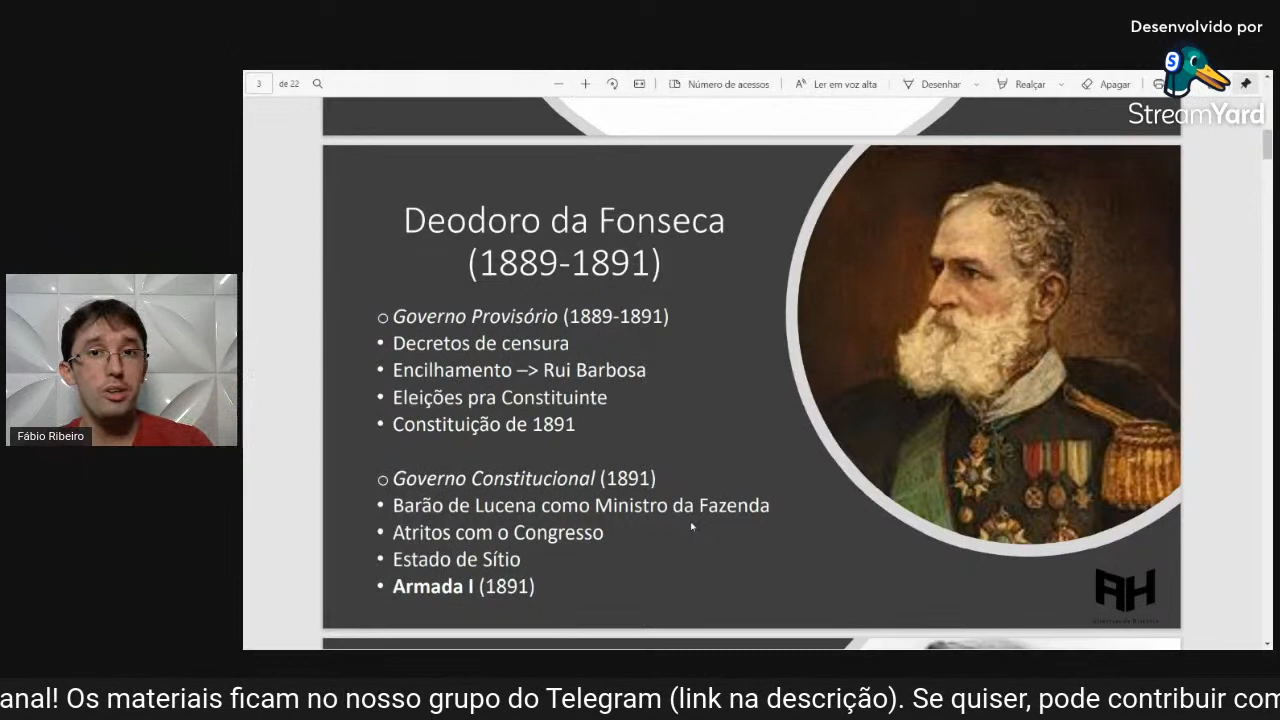 Desenvolvido por
StreamYard
3 de 22
Número de acessos
Ler em voz alta
Desenhar
Realçar
Apagar
Deodoro da Fonseca
(1889-1891)
Governo Provisório (1889-1891)
• Decretos de censura
• Encilhamento –> Rui Barbosa
• Eleições pra Constituinte
• Constituição de 1891
Governo Constitucional (1891)
• Barão de Lucena como Ministro da Fazenda
• Atritos com o Congresso
• Estado de Sítio
• Armada I (1891)
AH
Fábio Ribeiro
anal! Os materiais ficam no nosso grupo do Telegram (link na descrição). Se quiser, pode contribuir com